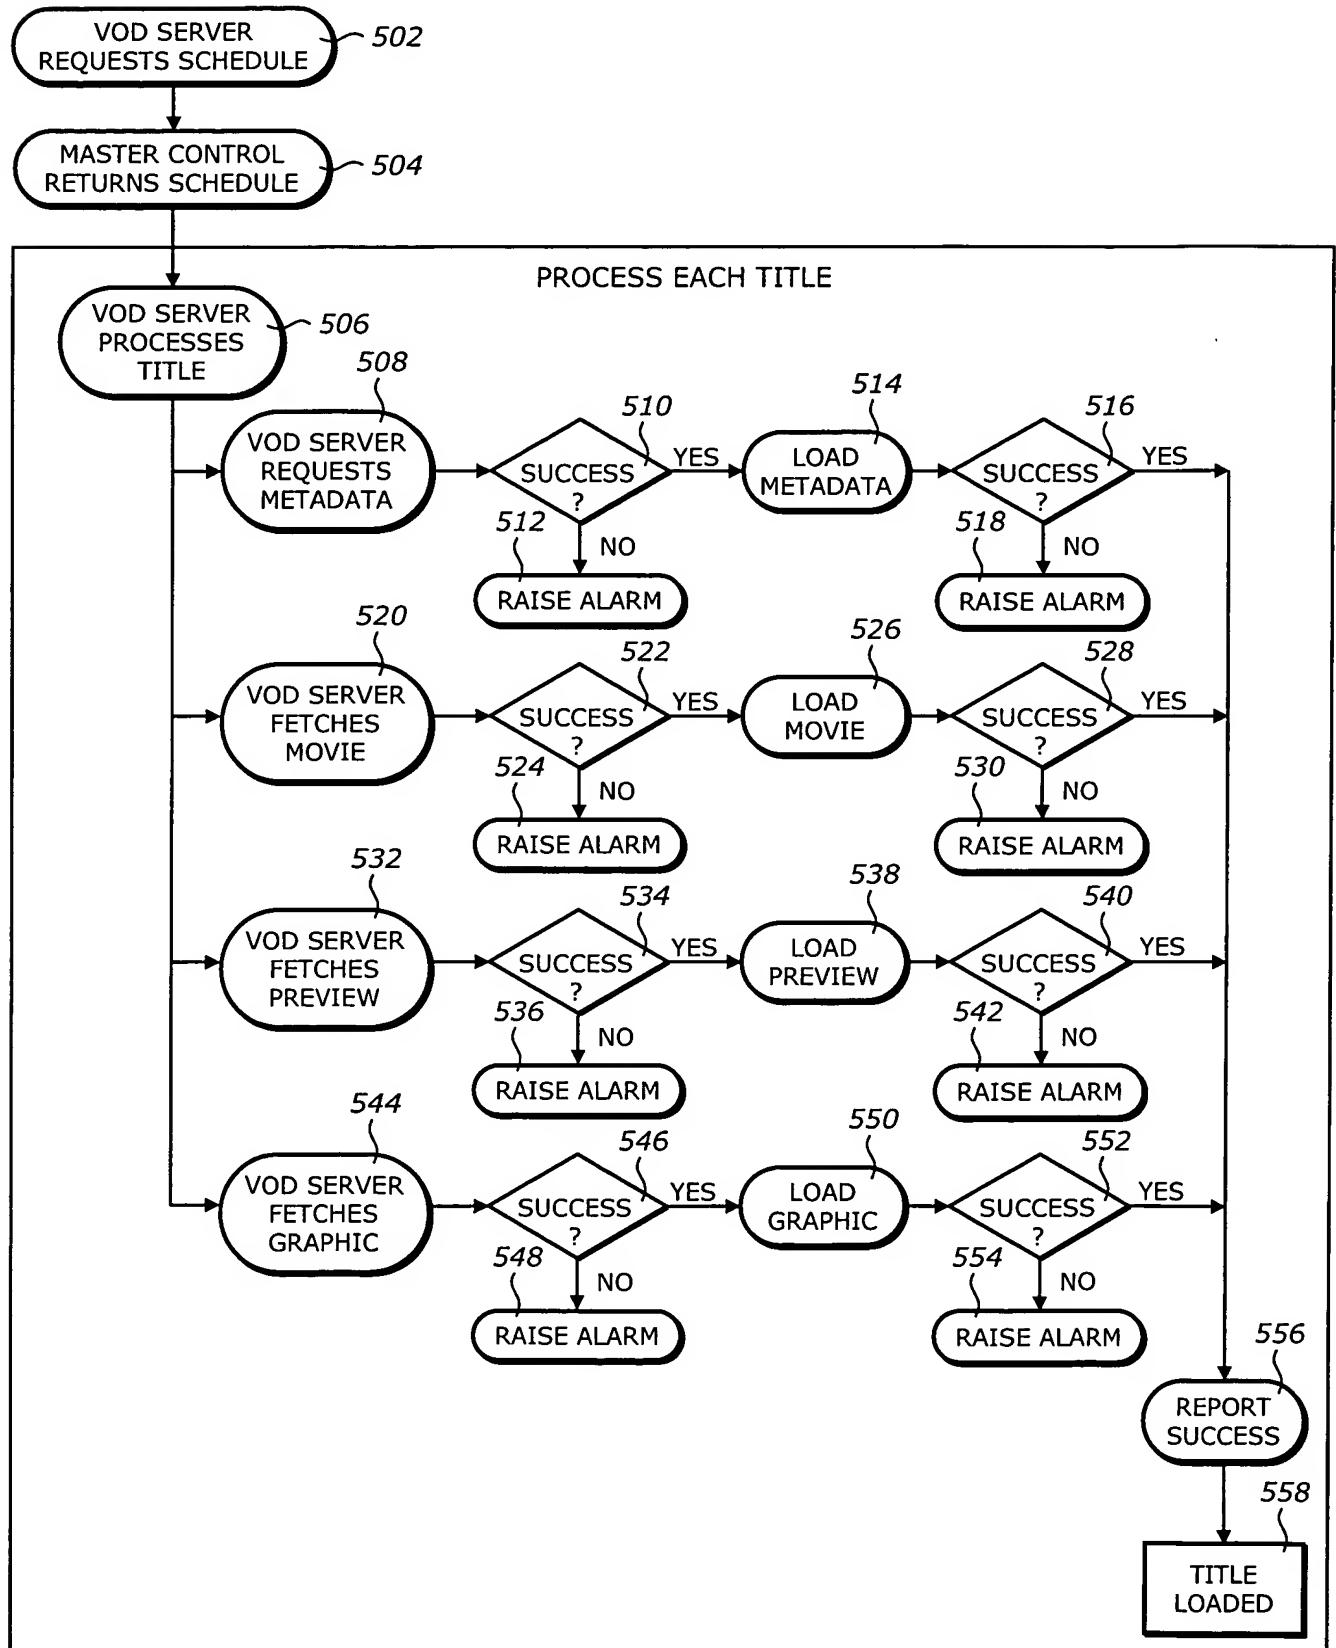 VOD SERVER
REQUESTS SCHEDULE
502
MASTER CONTROL
RETURNS SCHEDULE
504
PROCESS EACH TITLE
VOD SERVER
PROCESSES
TITLE
506
508
VOD SERVER
REQUESTS
METADATA
510
SUCCESS
?
YES
514
LOAD
METADATA
516
SUCCESS
?
YES
512
NO
RAISE ALARM
518
NO
RAISE ALARM
520
VOD SERVER
FETCHES
MOVIE
522
SUCCESS
?
YES
526
LOAD
MOVIE
528
SUCCESS
?
YES
524
NO
RAISE ALARM
530
NO
RAISE ALARM
532
VOD SERVER
FETCHES
PREVIEW
534
SUCCESS
?
YES
538
LOAD
PREVIEW
540
SUCCESS
?
YES
536
NO
RAISE ALARM
542
NO
RAISE ALARM
544
VOD SERVER
FETCHES
GRAPHIC
546
SUCCESS
?
YES
550
LOAD
GRAPHIC
552
SUCCESS
?
YES
548
NO
RAISE ALARM
554
NO
RAISE ALARM
556
REPORT
SUCCESS
558
TITLE
LOADED